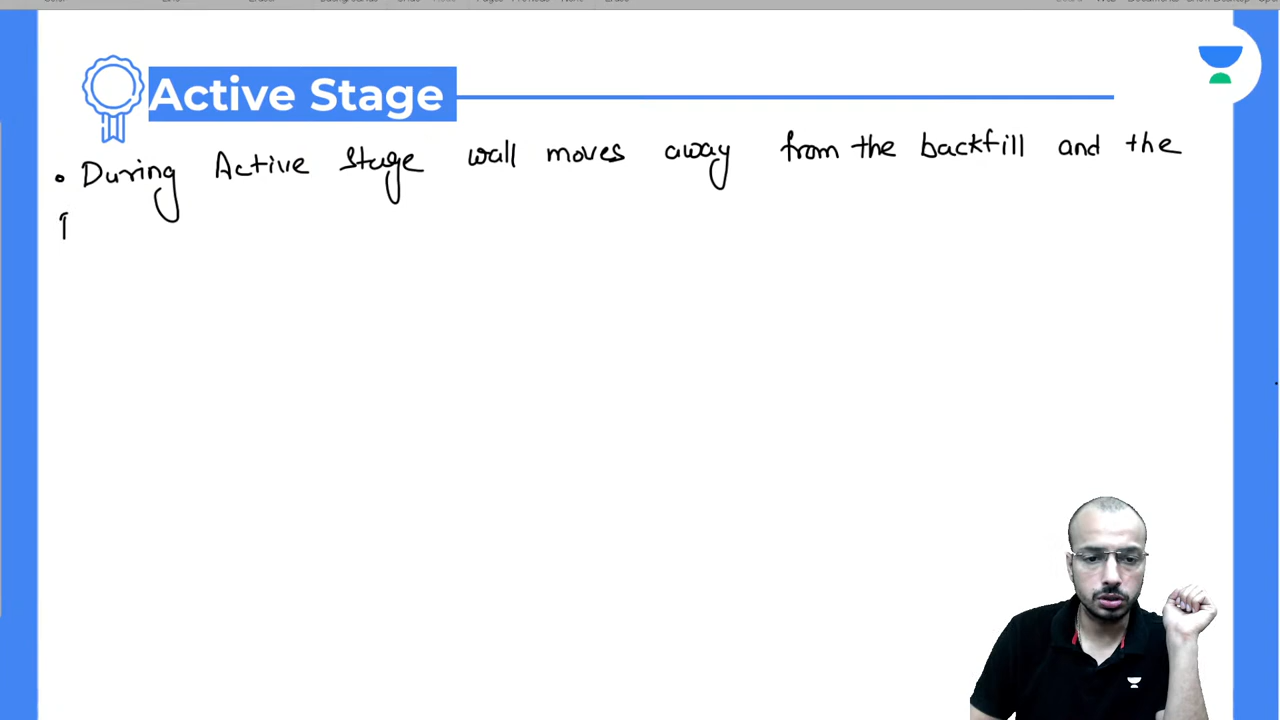 Active Stage
• During Active stage wall moves away from the backfill and the